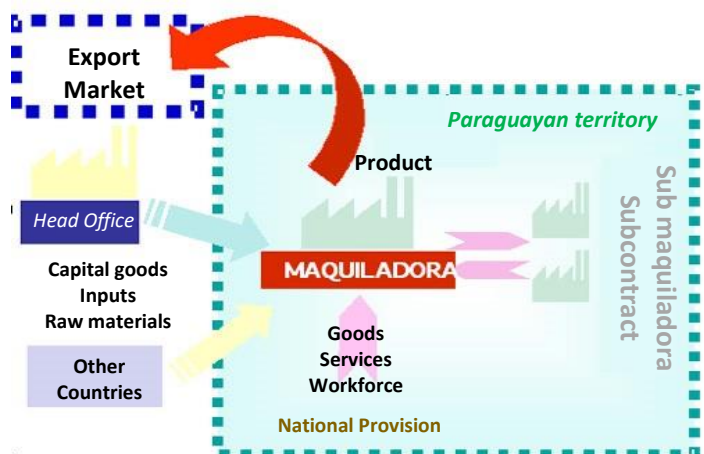 Export
Market
Paraguayan territory
Product
Head Office
MAQUILADORA
Sub maquiladora
Subcontract
Capital goods
Inputs
Raw materials
Other
Countries
Goods
Services
Workforce
National Provision